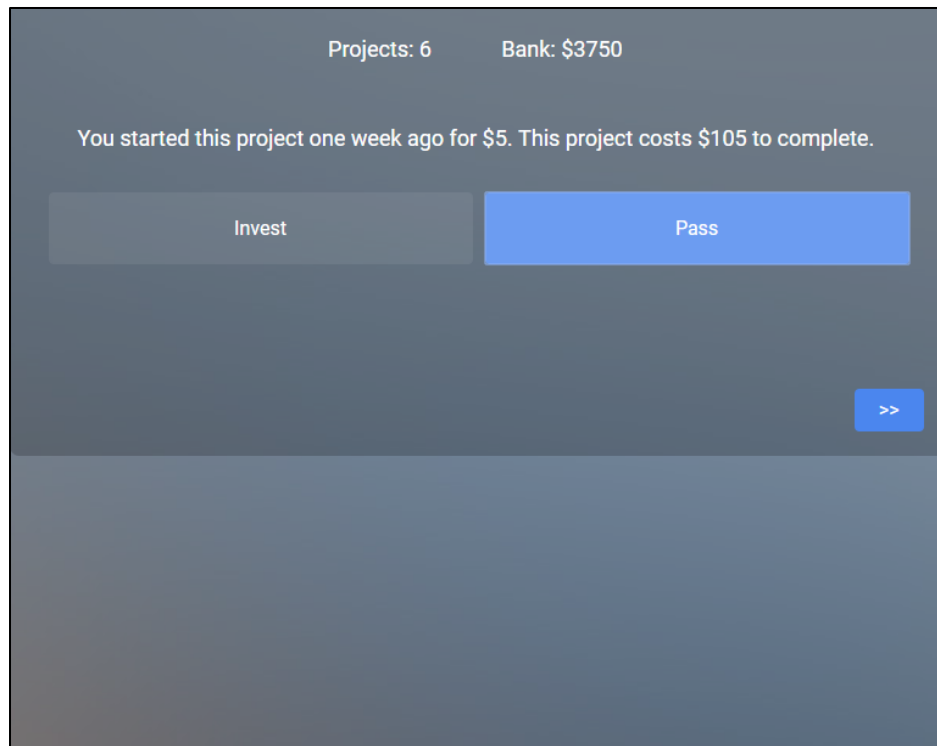 Projects: 6 Bank: $3750
You started this project one week ago for $5. This project costs $105 to complete.
Invest Pass
>>